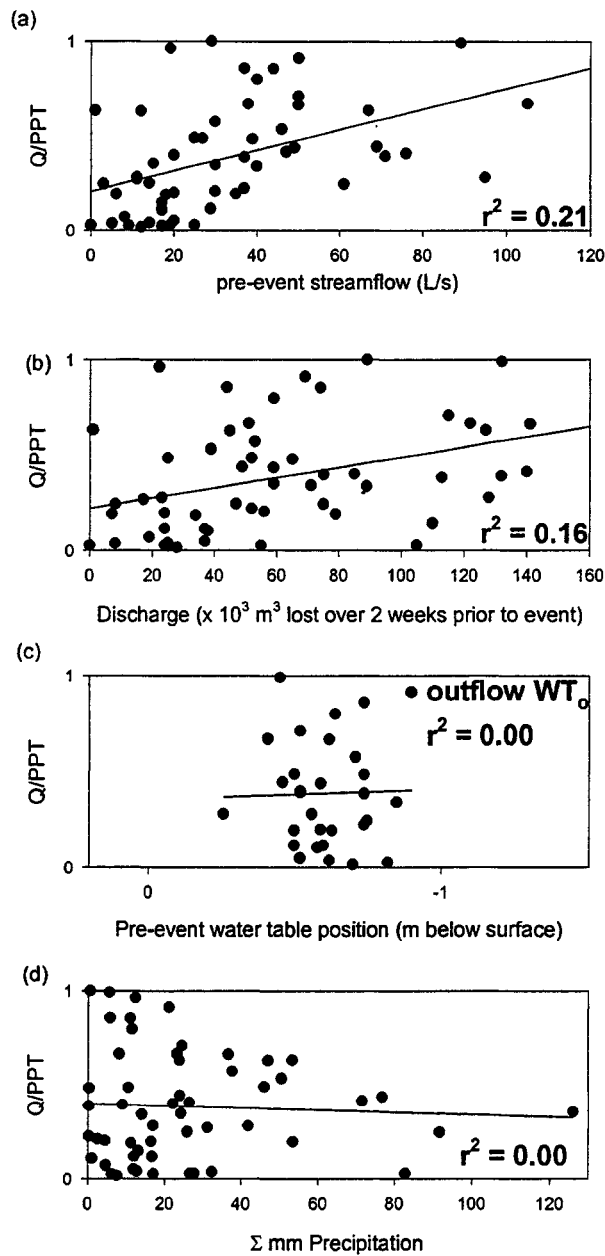 (a)
1
Q/PPT
0
r² = 0.21
0 20 40 60 80 100 120
pre-event streamflow (L/s)
(b)
1
Q/PPT
0
r² = 0.16
0 20 40 60 80 100 120 140 160
Discharge (x 10³ m³ lost over 2 weeks prior to event)
(c)
1
Q/PPT
0
outflow WTₒ
r² = 0.00
0 -1
Pre-event water table position (m below surface)
(d)
1
Q/PPT
0
r² = 0.00
0 20 40 60 80 100 120
Σ mm Precipitation